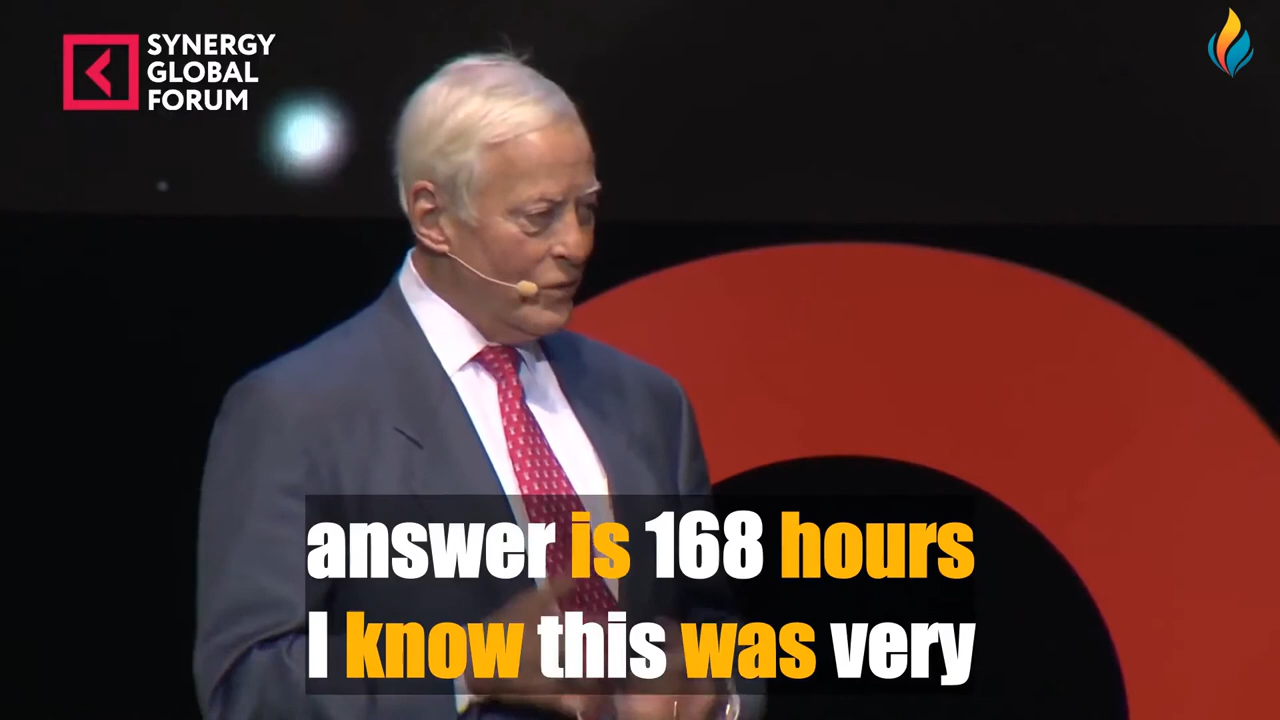 SYNERGY
GLOBAL
FORUM
answer is 168 hours
I know this was very